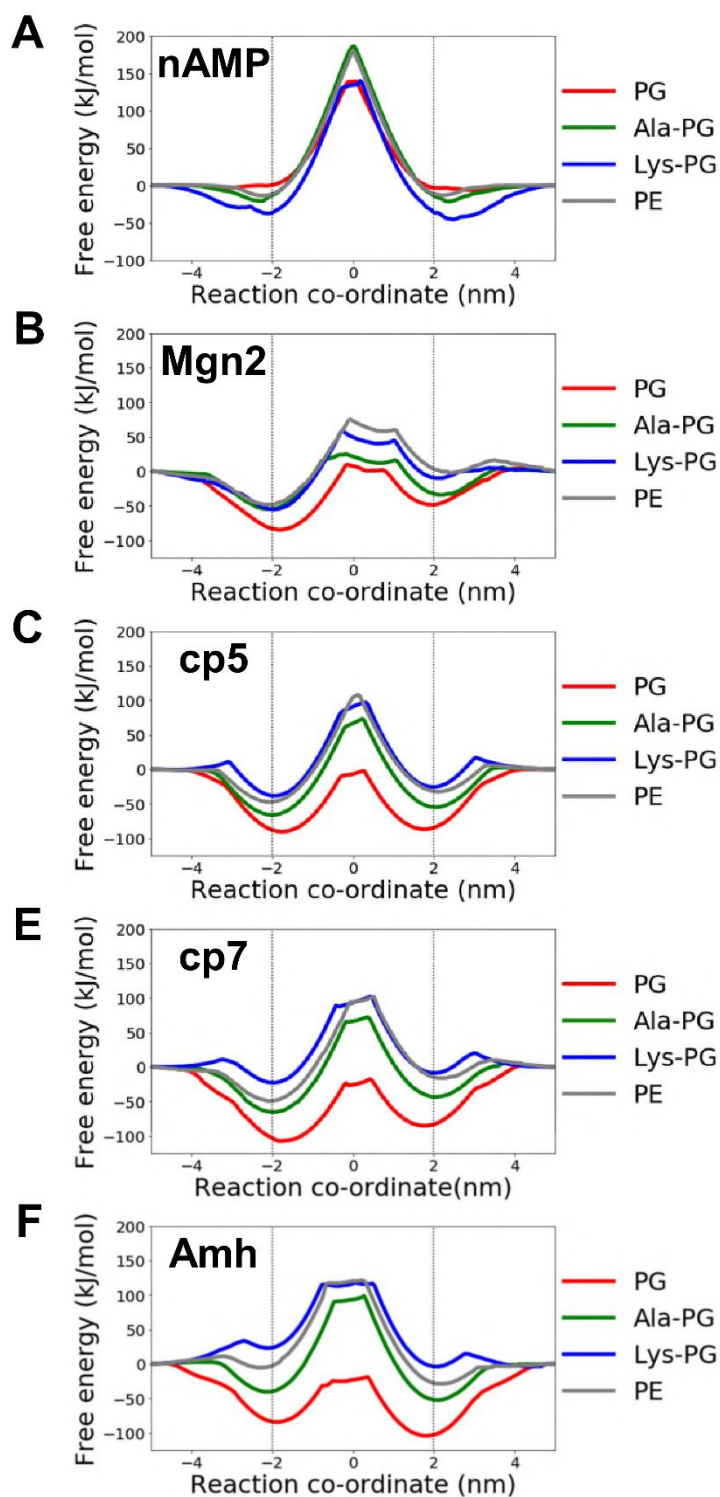 A
nAMP
Free energy (kJ/mol)
200
150
100
50
0
−50
−100
−4 −2 0 2 4
Reaction co-ordinate (nm)
PG
Ala-PG
Lys-PG
PE
B
Mgn2
Free energy (kJ/mol)
200
150
100
50
0
−50
−100
−4 −2 0 2 4
Reaction co-ordinate (nm)
PG
Ala-PG
Lys-PG
PE
C
cp5
Free energy (kJ/mol)
200
150
100
50
0
−50
−100
−4 −2 0 2 4
Reaction co-ordinate (nm)
PG
Ala-PG
Lys-PG
PE
E
cp7
Free energy (kJ/mol)
200
150
100
50
0
−50
−100
−4 −2 0 2 4
Reaction co-ordinate(nm)
PG
Ala-PG
Lys-PG
PE
F
Amh
Free energy (kJ/mol)
200
150
100
50
0
−50
−100
−4 −2 0 2 4
Reaction co-ordinate (nm)
PG
Ala-PG
Lys-PG
PE